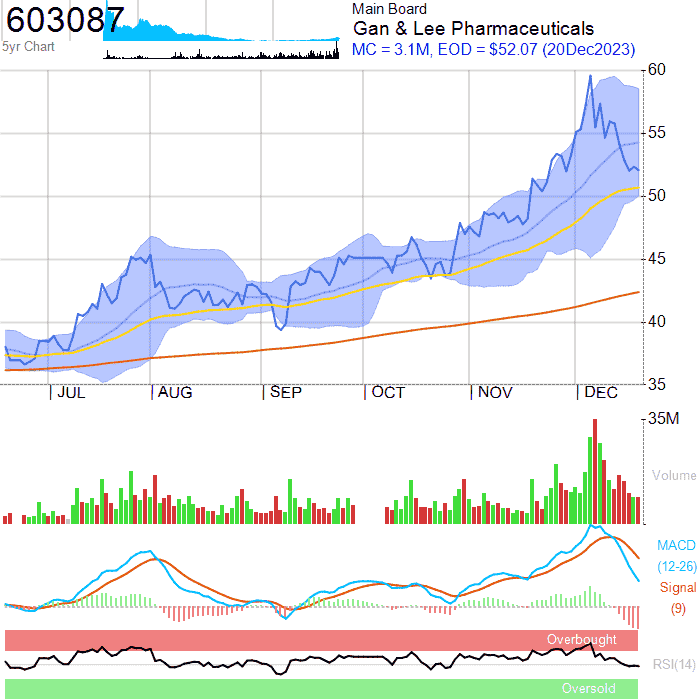 603087
5yr Chart
Main Board
Gan & Lee Pharmaceuticals
MC = 3.1M, EOD = $52.07 (20Dec2023)
60
55
50
45
40
35
JUL AUG SEP OCT NOV DEC
35M
Volume
MACD
(12-26)
Signal
(9)
Overbought
RSI(14)
Oversold